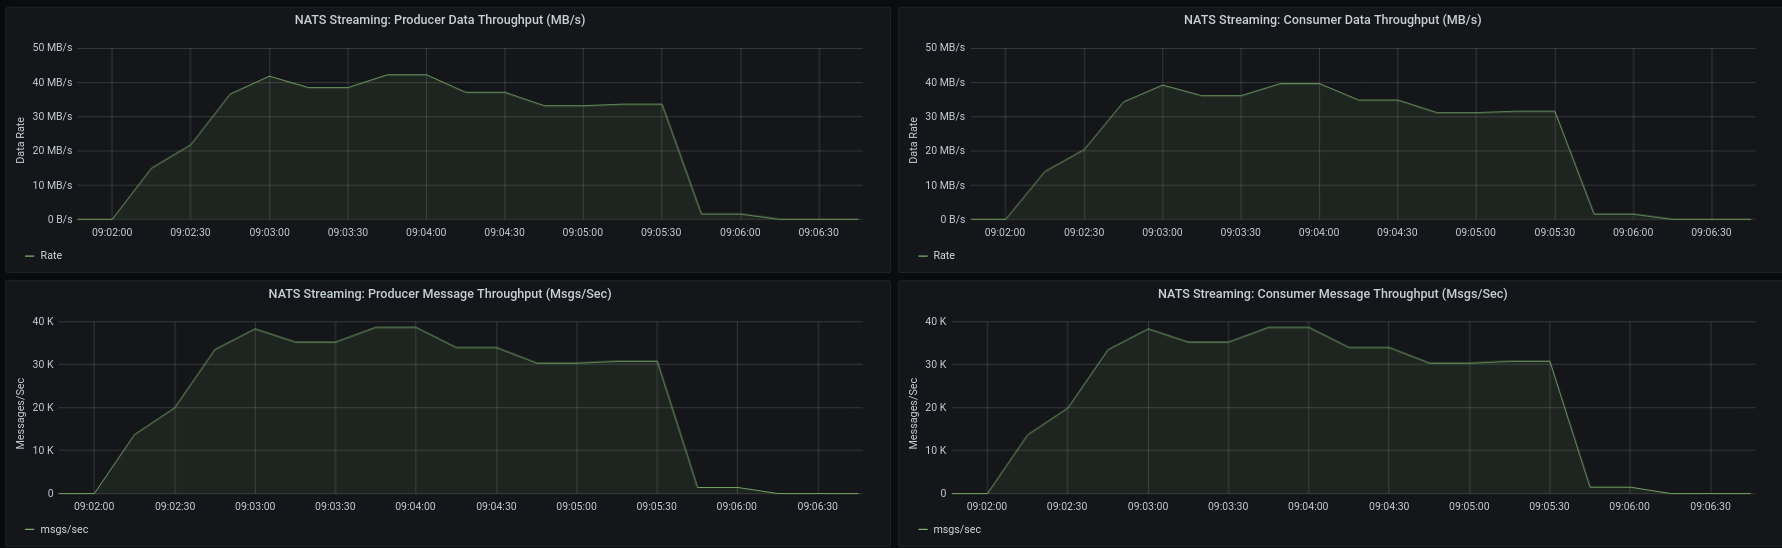 NATS Streaming: Producer Data Throughput (MB/s)
50 MB/s
40 MB/s
30 MB/s
20 MB/s
10 MB/s
0 B/s
Data Rate
09:02:00 09:02:30 09:03:00 09:03:30 09:04:00 09:04:30 09:05:00 09:05:30 09:06:00 09:06:30
Rate
NATS Streaming: Consumer Data Throughput (MB/s)
50 MB/s
40 MB/s
30 MB/s
20 MB/s
10 MB/s
0 B/s
Data Rate
09:02:00 09:02:30 09:03:00 09:03:30 09:04:00 09:04:30 09:05:00 09:05:30 09:06:00 09:06:30
Rate
NATS Streaming: Producer Message Throughput (Msgs/Sec)
40 K
30 K
20 K
10 K
0
Messages/Sec
09:02:00 09:02:30 09:03:00 09:03:30 09:04:00 09:04:30 09:05:00 09:05:30 09:06:00 09:06:30
msgs/sec
NATS Streaming: Consumer Message Throughput (Msgs/Sec)
40 K
30 K
20 K
10 K
0
Messages/Sec
09:02:00 09:02:30 09:03:00 09:03:30 09:04:00 09:04:30 09:05:00 09:05:30 09:06:00 09:06:30
msgs/sec